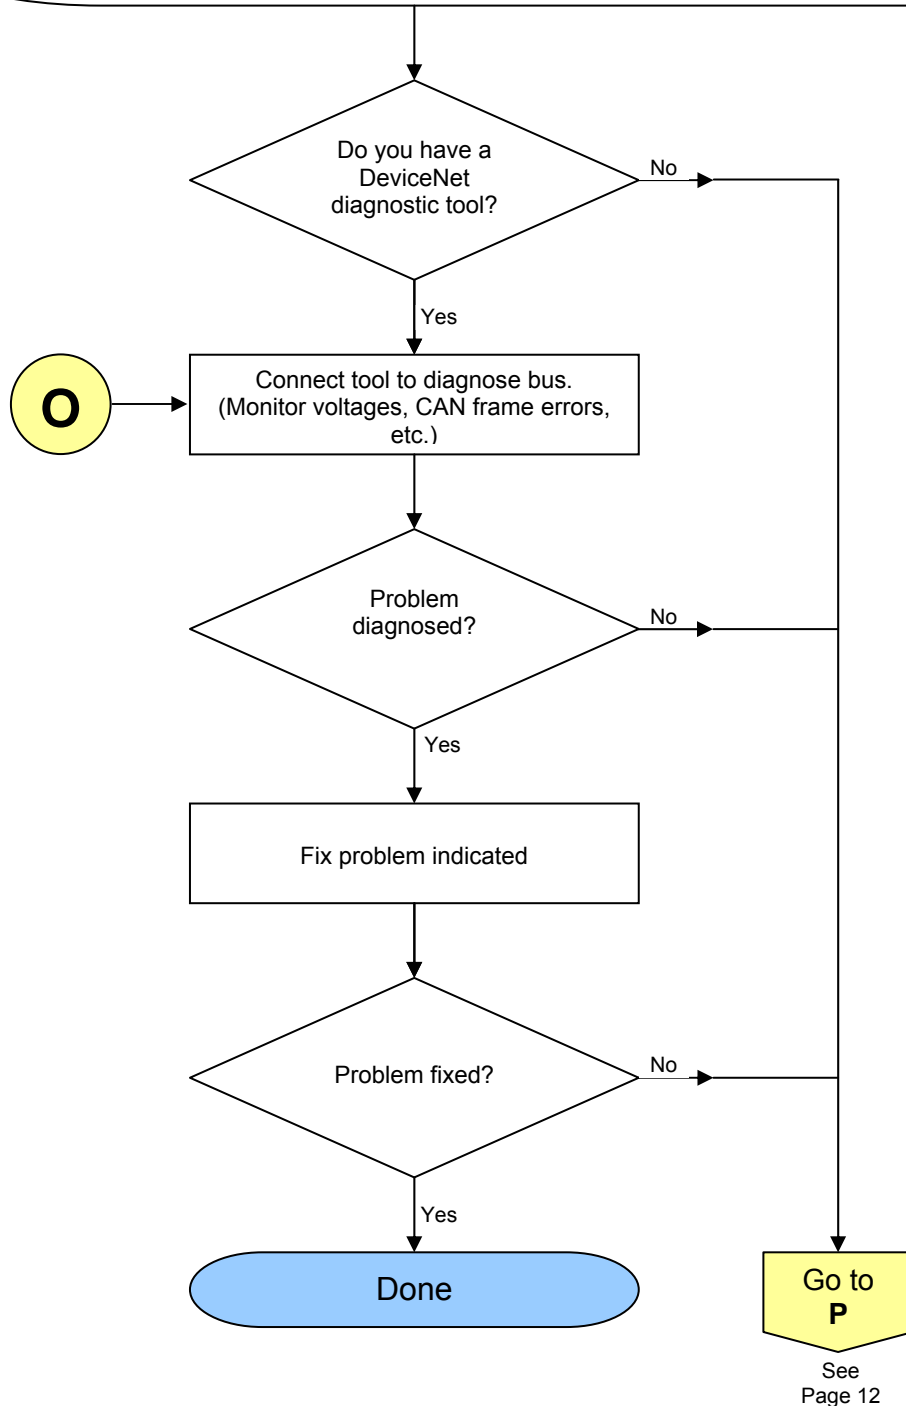 Do you have a
DeviceNet
diagnostic tool?
No
Yes
O
Connect tool to diagnose bus.
(Monitor voltages, CAN frame errors,
etc.)
Problem
diagnosed?
No
Yes
Fix problem indicated
Problem fixed?
No
Yes
Done
Go to
P
See
Page 12